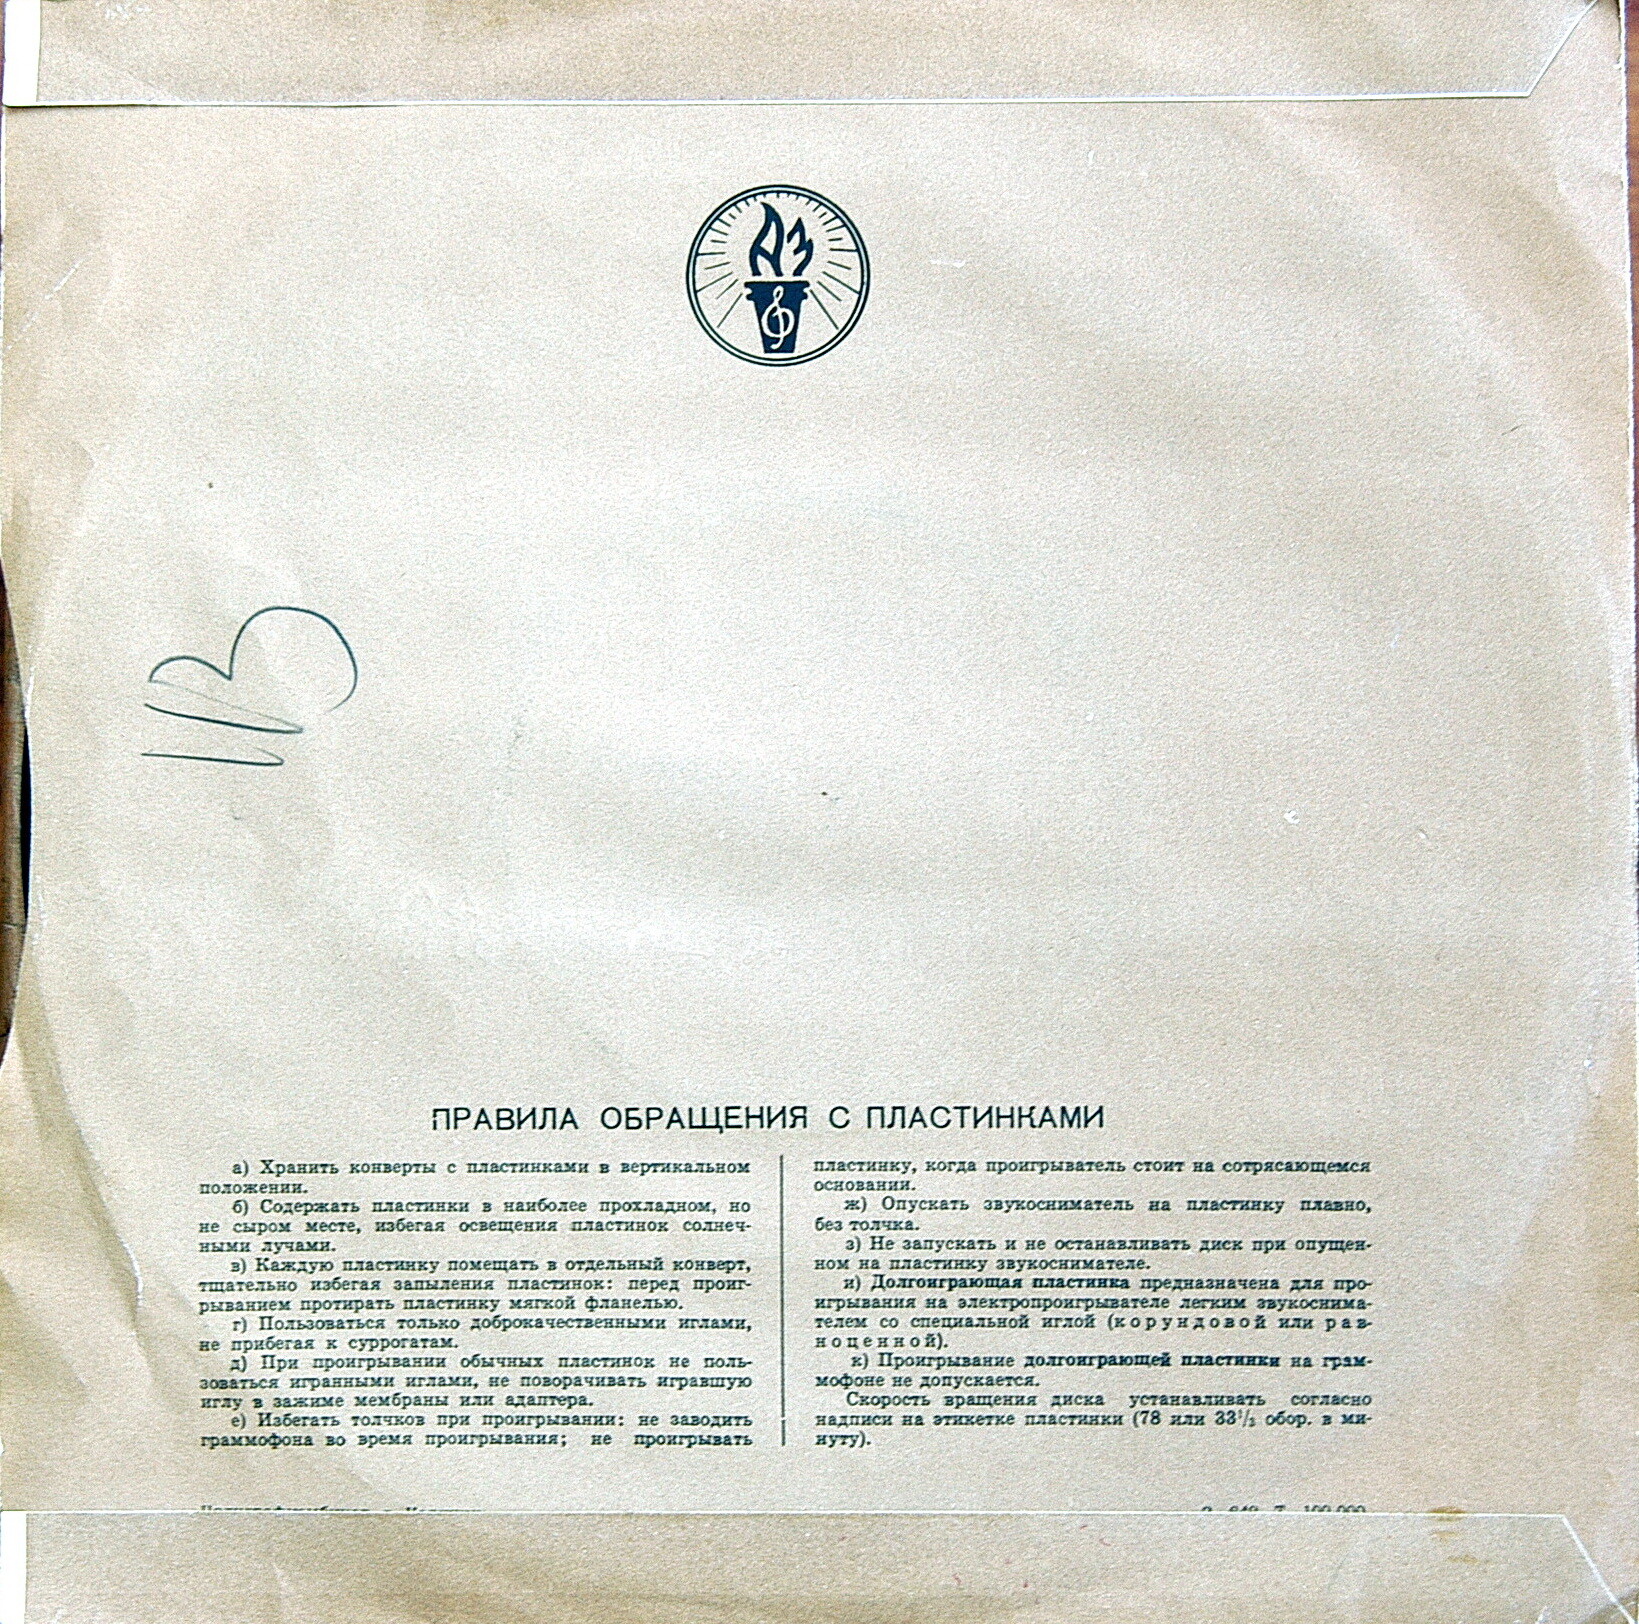 АЗ
113
ПРАВИЛА ОБРАЩЕНИЯ С ПЛАСТИНКАМИ
а) Хранить конверты с пластинками в вертикальном
положении.
б) Содержать пластинки в наиболее прохладном, но
не сыром месте, избегая освещения пластинок солнеч-
ными лучами.
в) Каждую пластинку помещать в отдельный конверт,
тщательно избегая запыления пластинок: перед проиг-
рыванием протирать пластинку мягкой фланелью.
г) Пользоваться только доброкачественными иглами,
не прибегая к суррогатам.
д) При проигрывании обычных пластинок не поль-
зоваться игранными иглами, не поворачивать игравшую
иглу в зажиме мембраны или адаптера.
е) Избегать толчков при проигрывании: не заводить
граммофона во время проигрывания; не проигрывать
пластинку, когда проигрыватель стоит на сотрясающемся
основании.
ж) Опускать звукосниматель на пластинку плавно,
без толчка.
з) Не запускать и не останавливать диск при опущен-
ном на пластинку звукоснимателе.
и) Долгоиграющая пластинка предназначена для про-
игрывания на электропроигрывателе легким звукоснима-
телем со специальной иглой (корундовой или рав-
ноценной).
к) Проигрывание долгоиграющей пластинки на грам-
мофоне не допускается.
Скорость вращения диска устанавливать согласно
надписи на этикетке пластинки (78 или 33⅓ обор. в ми-
нуту).